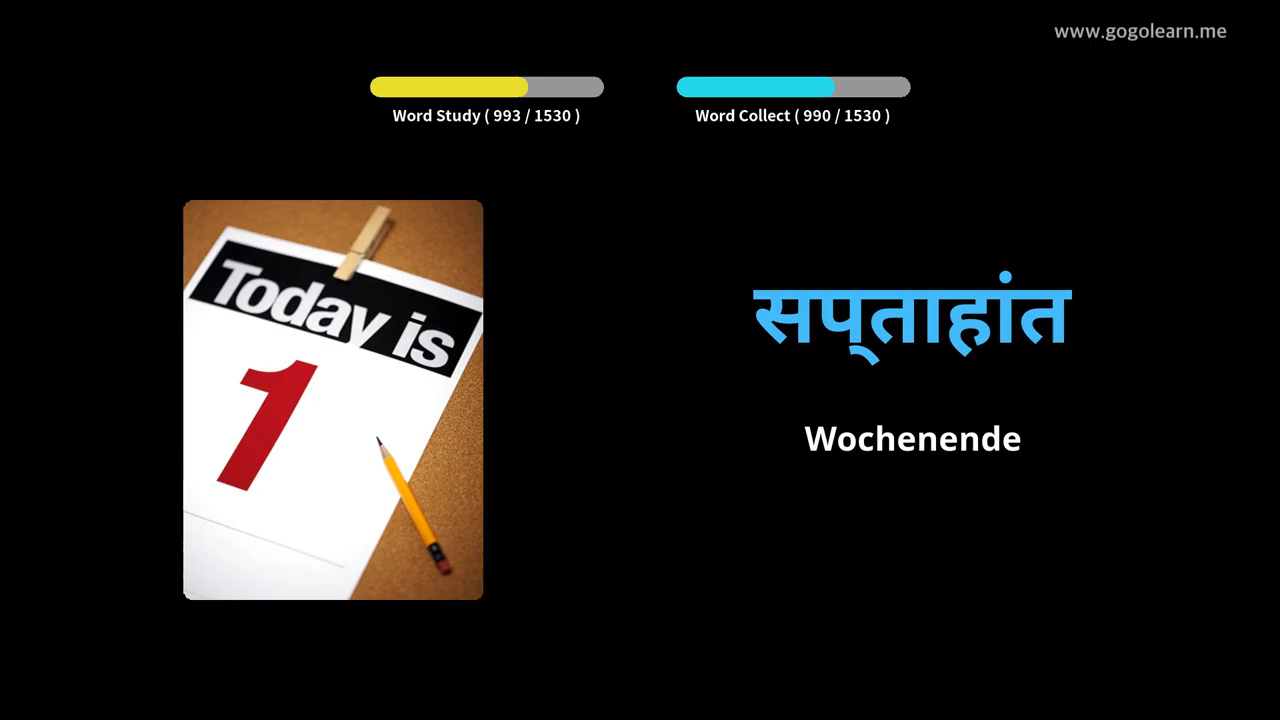 www.gogolearn.me
Word Study ( 993 / 1530 )
Word Collect ( 990 / 1530 )
Today is
1
सप्ताहांत
Wochenende